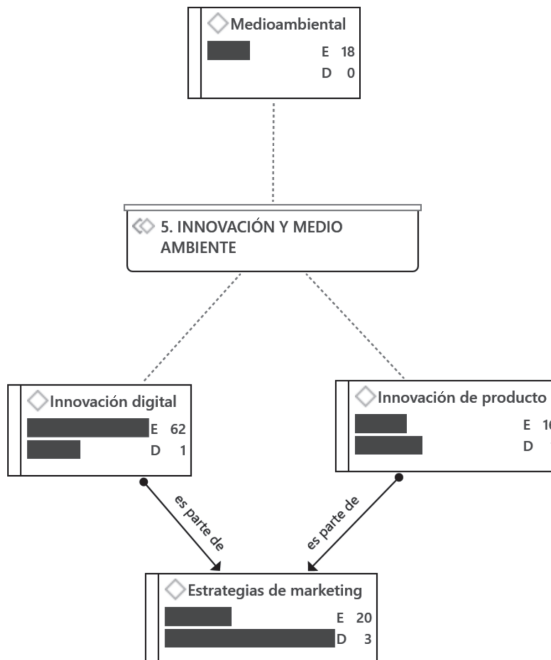 Medioambiental
E 18
D 0
5. INNOVACIÓN Y MEDIO
AMBIENTE
Innovación digital
E 62
D 1
Innovación de producto
E
D
es parte de
es parte de
Estrategias de marketing
E 20
D 3